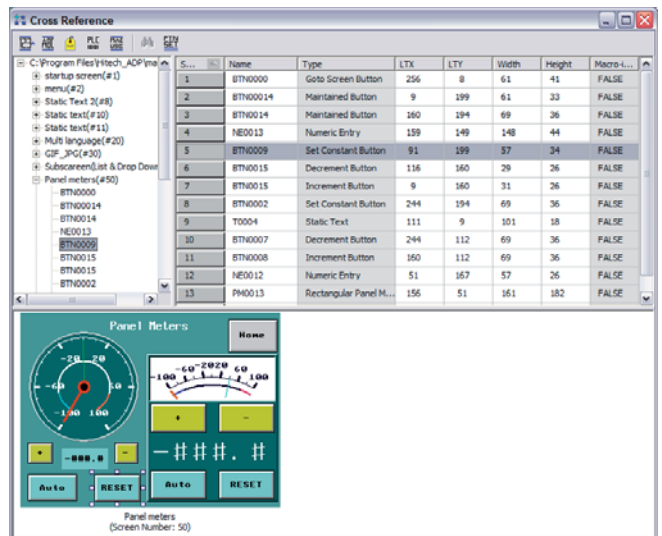 Cross Reference
C:\Program Files\Hitech_ADP\ma
startup screen(#1)
menu(#2)
Static Text 2(#8)
Static text(#10)
Static text(#11)
Multi language(#20)
GIF_JPG(#30)
Subscareen(List & Drop Down
Panel meters(#50)
BTN0000
BTN00014
BTN0014
NE0013
BTN0009
BTN0015
BTN0015
BTN0002
S... Name Type LTX LTY Width Height Macro-i...
1 BTN0000 Goto Screen Button 256 8 61 41 FALSE
2 BTN00014 Maintained Button 9 199 61 33 FALSE
3 BTN0014 Maintained Button 160 194 69 36 FALSE
4 NE0013 Numeric Entry 159 149 148 44 FALSE
5 BTN0009 Set Constant Button 91 199 57 34 FALSE
6 BTN0015 Decrement Button 116 160 29 26 FALSE
7 BTN0015 Increment Button 9 160 31 26 FALSE
8 BTN0002 Set Constant Button 244 194 69 36 FALSE
9 T0004 Static Text 111 9 101 18 FALSE
10 BTN0007 Decrement Button 244 112 69 36 FALSE
11 BTN0008 Increment Button 160 112 69 36 FALSE
12 NE0012 Numeric Entry 51 167 57 26 FALSE
13 PM0013 Rectangular Panel M... 156 51 161 182 FALSE
Panel Meters
Home
-20 20
-60 60
-100 100
-100 -60 -20 20 60 100
+ -
-###.#
+ -###.# -
Auto RESET Auto RESET
Panel meters
(Screen Number: 50)